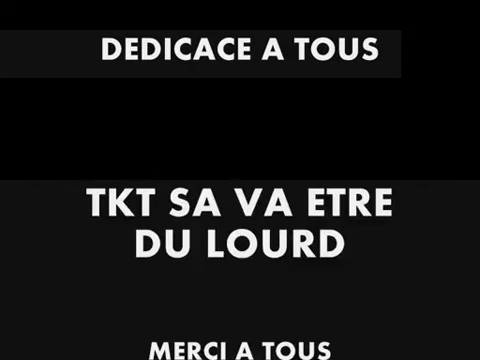 DEDICACE A TOUS
TKT SA VA ETRE
DU LOURD
MERCI A TOUS